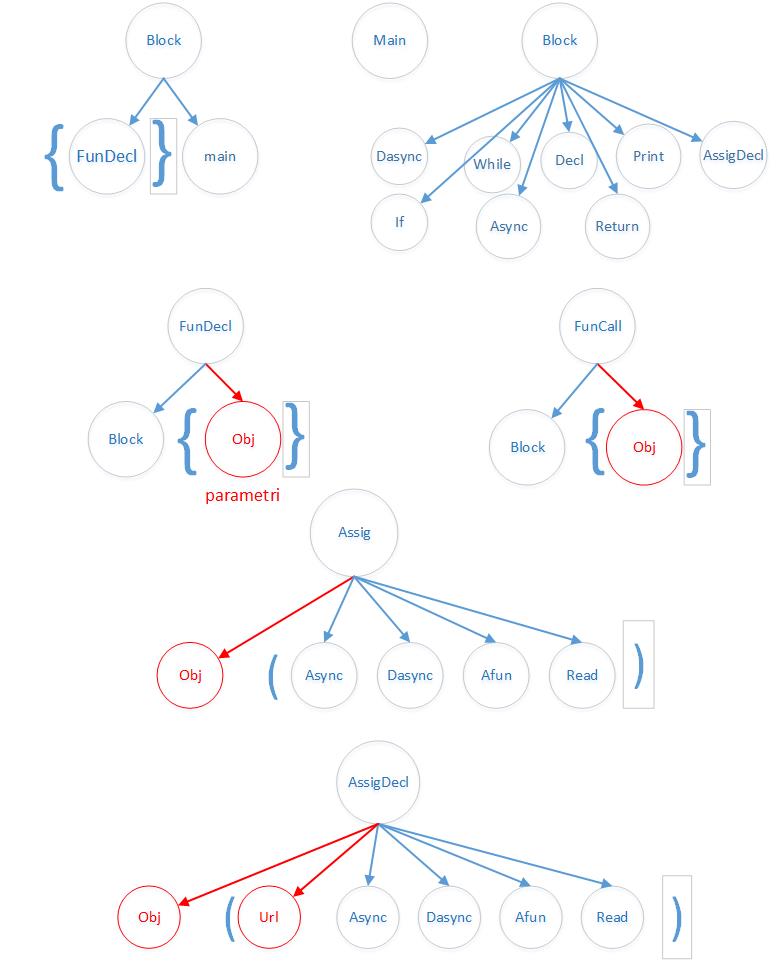 Block
Main
Block
{ FunDecl } main
Dasync
While
Decl
Print
AssigDecl
If
Async
Return
FunDecl
FunCall
Block { Obj }
parametri
Block { Obj }
Assig
Obj ( Async Dasync Afun Read )
AssigDecl
Obj ( Url Async Dasync Afun Read )